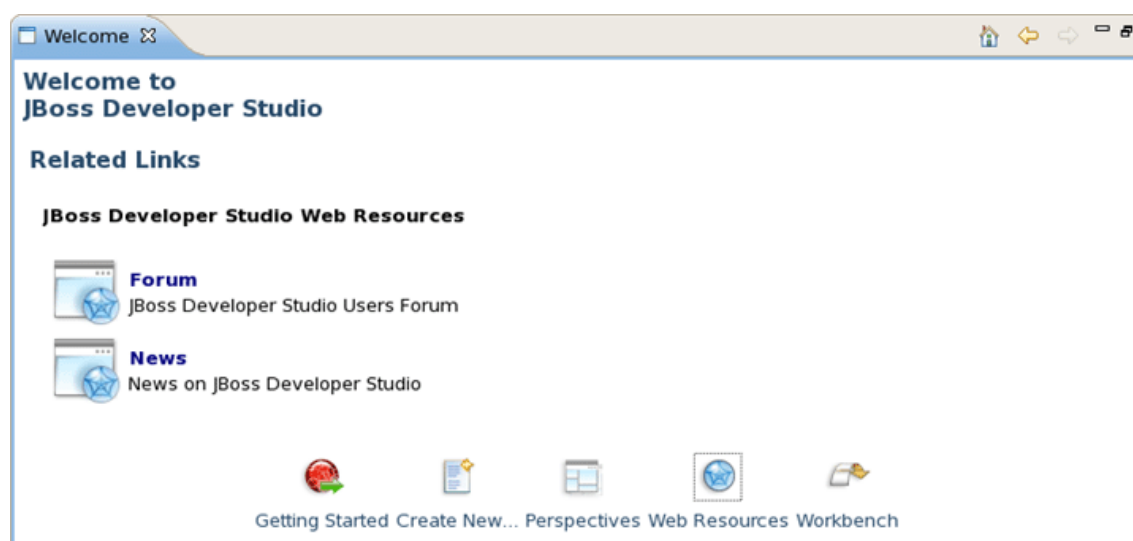 Welcome
Welcome to
JBoss Developer Studio
Related Links
JBoss Developer Studio Web Resources
Forum
JBoss Developer Studio Users Forum
News
News on JBoss Developer Studio
Getting Started Create New... Perspectives Web Resources Workbench